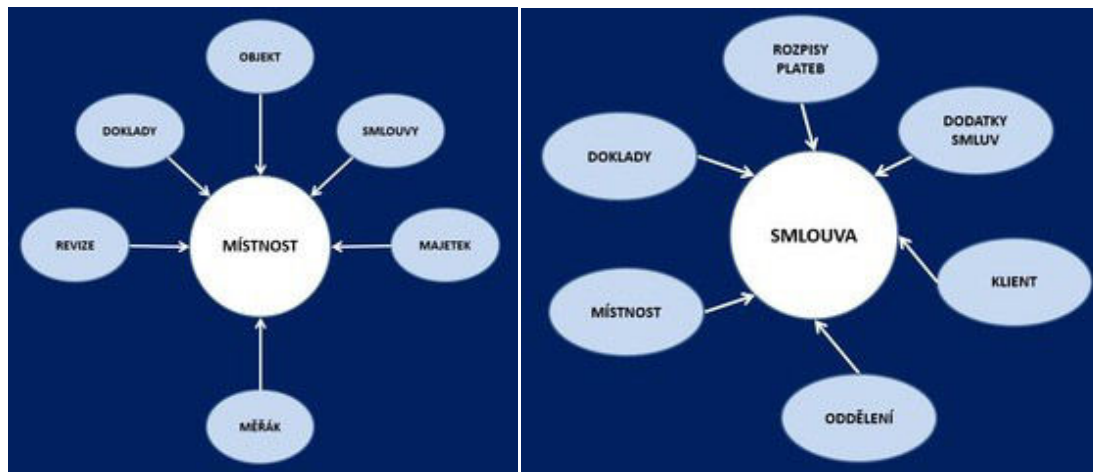 OBJEKT
DOKLADY
SMLOUVY
REVIZE
MÍSTNOST
MAJETEK
MĚŘÁK
ROZPISY
PLATEB
DODATKY
SMLUV
DOKLADY
SMLOUVA
KLIENT
MÍSTNOST
ODDĚLENÍ